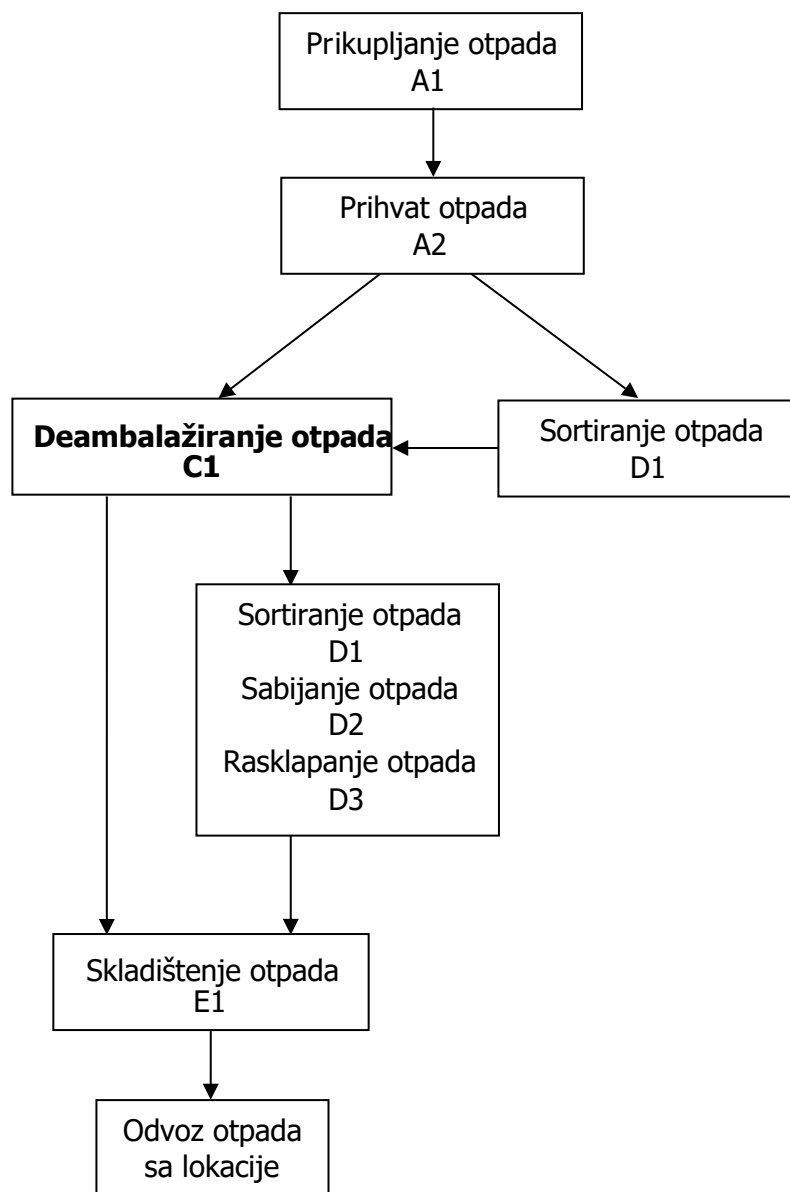 Prikupljanje otpada
A1
Prihvat otpada
A2
Deambalažiranje otpada
C1
Sortiranje otpada
D1
Sortiranje otpada
D1
Sabijanje otpada
D2
Rasklapanje otpada
D3
Skladištenje otpada
E1
Odvoz otpada
sa lokacije